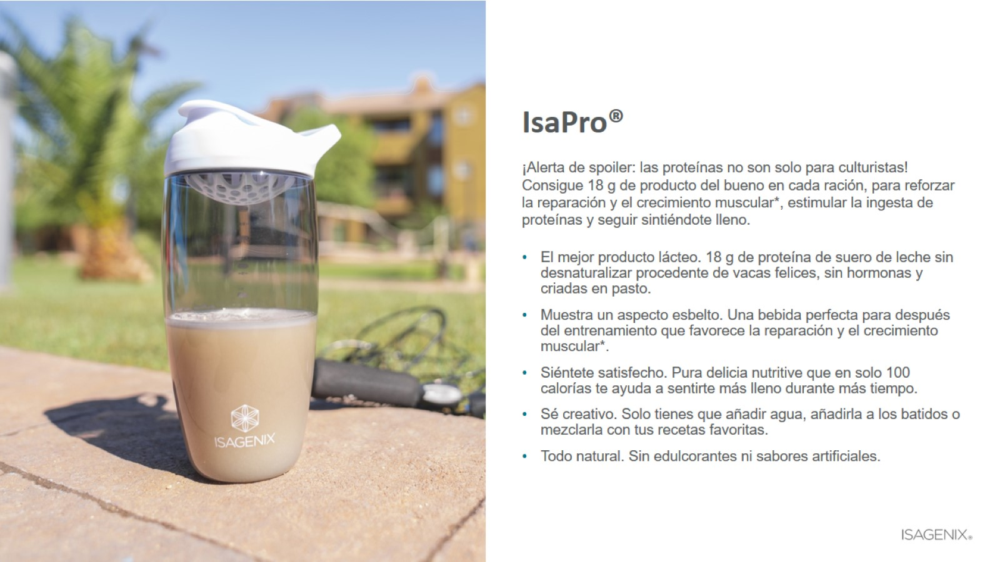 ISAGENIX
IsaPro®
¡Alerta de spoiler: las proteínas no son solo para culturistas!
Consigue 18 g de producto del bueno en cada ración, para reforzar
la reparación y el crecimiento muscular*, estimular la ingesta de
proteínas y seguir sintiéndote lleno.
• El mejor producto lácteo. 18 g de proteína de suero de leche sin
desnaturalizar procedente de vacas felices, sin hormonas y
criadas en pasto.
• Muestra un aspecto esbelto. Una bebida perfecta para después
del entrenamiento que favorece la reparación y el crecimiento
muscular*.
• Siéntete satisfecho. Pura delicia nutritive que en solo 100
calorías te ayuda a sentirte más lleno durante más tiempo.
• Sé creativo. Solo tienes que añadir agua, añadirla a los batidos o
mezclarla con tus recetas favoritas.
• Todo natural. Sin edulcorantes ni sabores artificiales.
ISAGENIX®